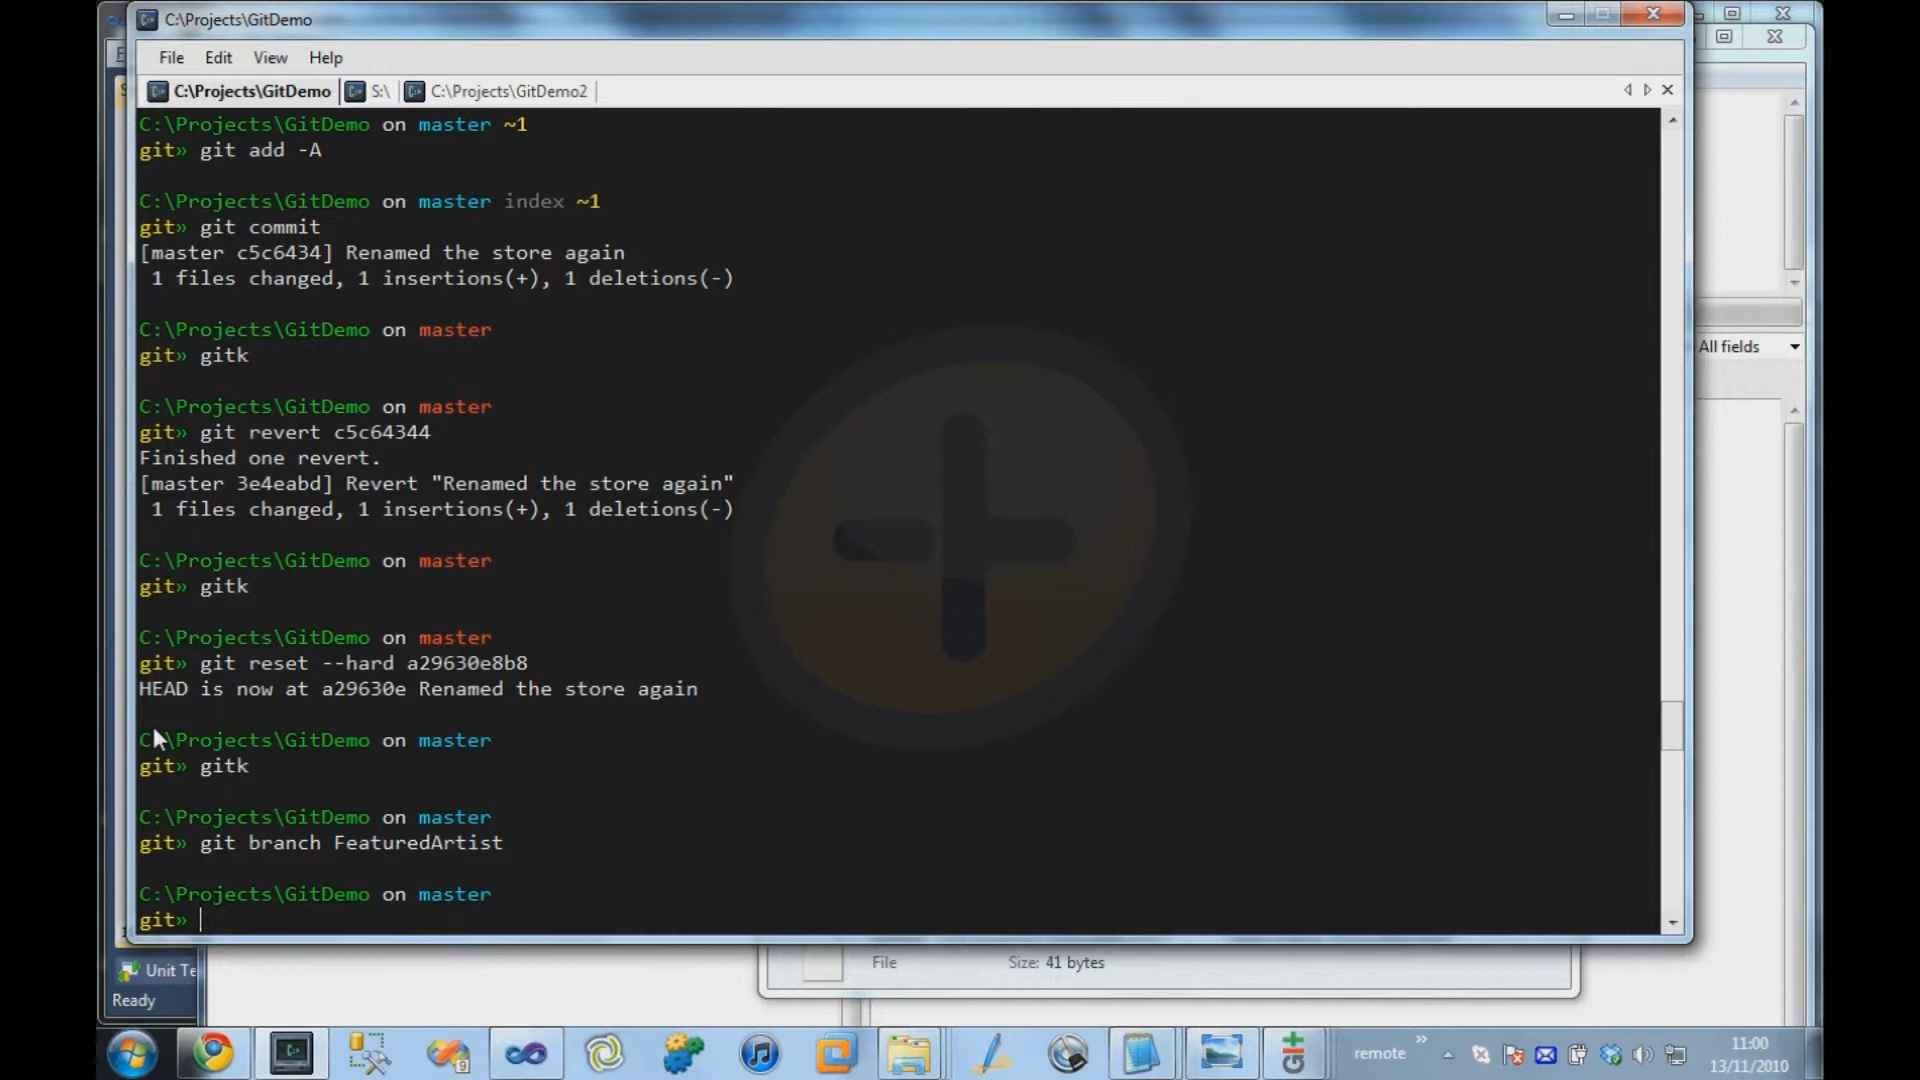 C:\Projects\GitDemo
File Edit View Help
C:\Projects\GitDemo S:\ C:\Projects\GitDemo2
C:\Projects\GitDemo on master ~1
git» git add -A
C:\Projects\GitDemo on master index ~1
git» git commit
[master c5c6434] Renamed the store again
1 files changed, 1 insertions(+), 1 deletions(-)
C:\Projects\GitDemo on master
git» gitk
C:\Projects\GitDemo on master
git» git revert c5c64344
Finished one revert.
[master 3e4eabd] Revert "Renamed the store again"
1 files changed, 1 insertions(+), 1 deletions(-)
C:\Projects\GitDemo on master
git» gitk
C:\Projects\GitDemo on master
git» git reset --hard a29630e8b8
HEAD is now at a29630e Renamed the store again
C:\Projects\GitDemo on master
git» gitk
C:\Projects\GitDemo on master
git» git branch FeaturedArtist
C:\Projects\GitDemo on master
git»
All fields
File Size: 41 bytes
Unit Te
Ready
remote
11:00
13/11/2010